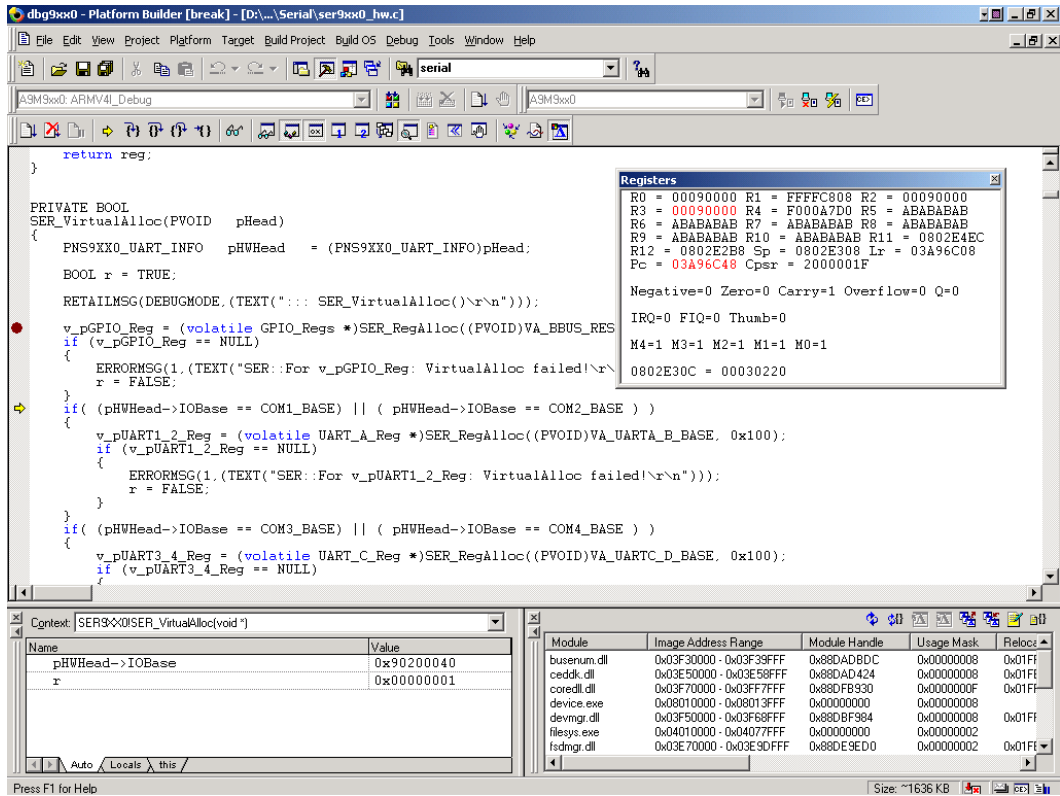 dbg9xx0 - Platform Builder [break] - [D:\...\Serial\ser9xx0_hw.c]
File Edit View Project Platform Target Build Project Build OS Debug Tools Window Help
serial
A9M9xx0: ARMV4I_Debug A9M9xx0
return reg;
}
PRIVATE BOOL
SER_VirtualAlloc(PVOID pHead)
{
PNS9XX0_UART_INFO pHWHead = (PNS9XX0_UART_INFO)pHead;
BOOL r = TRUE;
RETAILMSG(DEBUGMODE,(TEXT("::: SER_VirtualAlloc()\r\n")));
v_pGPIO_Reg = (volatile GPIO_Regs *)SER_RegAlloc((PVOID)VA_BBUS_RES
if (v_pGPIO_Reg == NULL)
{
ERRORMSG(1,(TEXT("SER::For v_pGPIO_Reg: VirtualAlloc failed!\r\
r = FALSE;
}
if( (pHWHead->IOBase == COM1_BASE) || ( pHWHead->IOBase == COM2_BASE ) )
{
v_pUART1_2_Reg = (volatile UART_A_Reg *)SER_RegAlloc((PVOID)VA_UARTA_B_BASE, 0x100);
if (v_pUART1_2_Reg == NULL)
{
ERRORMSG(1,(TEXT("SER::For v_pUART1_2_Reg: VirtualAlloc failed!\r\n")));
r = FALSE;
}
}
if( (pHWHead->IOBase == COM3_BASE) || ( pHWHead->IOBase == COM4_BASE ) )
{
v_pUART3_4_Reg = (volatile UART_C_Reg *)SER_RegAlloc((PVOID)VA_UARTC_D_BASE, 0x100);
if (v_pUART3_4_Reg == NULL)
{
Registers
R0 = 00090000 R1 = FFFFC808 R2 = 00090000
R3 = 00090000 R4 = F000A7D0 R5 = ABABABAB
R6 = ABABABAB R7 = ABABABAB R8 = ABABABAB
R9 = ABABABAB R10 = ABABABAB R11 = 0802E4EC
R12 = 0802E2B8 Sp = 0802E308 Lr = 03A96C08
Pc = 03A96C48 Cpsr = 2000001F
Negative=0 Zero=0 Carry=1 Overflow=0 Q=0
IRQ=0 FIQ=0 Thumb=0
M4=1 M3=1 M2=1 M1=1 M0=1
0802E30C = 00030220
Context: SER9XX0!SER_VirtualAlloc(void *)
Name Value
pHWHead->IOBase 0x90200040
r 0x00000001
Auto Locals this
Module Image Address Range Module Handle Usage Mask Reloca
busenum.dll 0x03F30000 - 0x03F39FFF 0x88DADBDC 0x00000008 0x01FF
ceddk.dll 0x03E50000 - 0x03E58FFF 0x88DAD424 0x00000008 0x01FF
coredll.dll 0x03F70000 - 0x03FF7FFF 0x88DFB930 0x0000000F 0x01FF
device.exe 0x08010000 - 0x08013FFF 0x00000000 0x00000008
devmgr.dll 0x03F50000 - 0x03F68FFF 0x88DBF984 0x00000008 0x01FF
filesys.exe 0x04010000 - 0x04077FFF 0x00000000 0x00000002
fsdmgr.dll 0x03E70000 - 0x03E9DFFF 0x88DE9ED0 0x00000002 0x01FF
Press F1 for Help Size: ~1636 KB